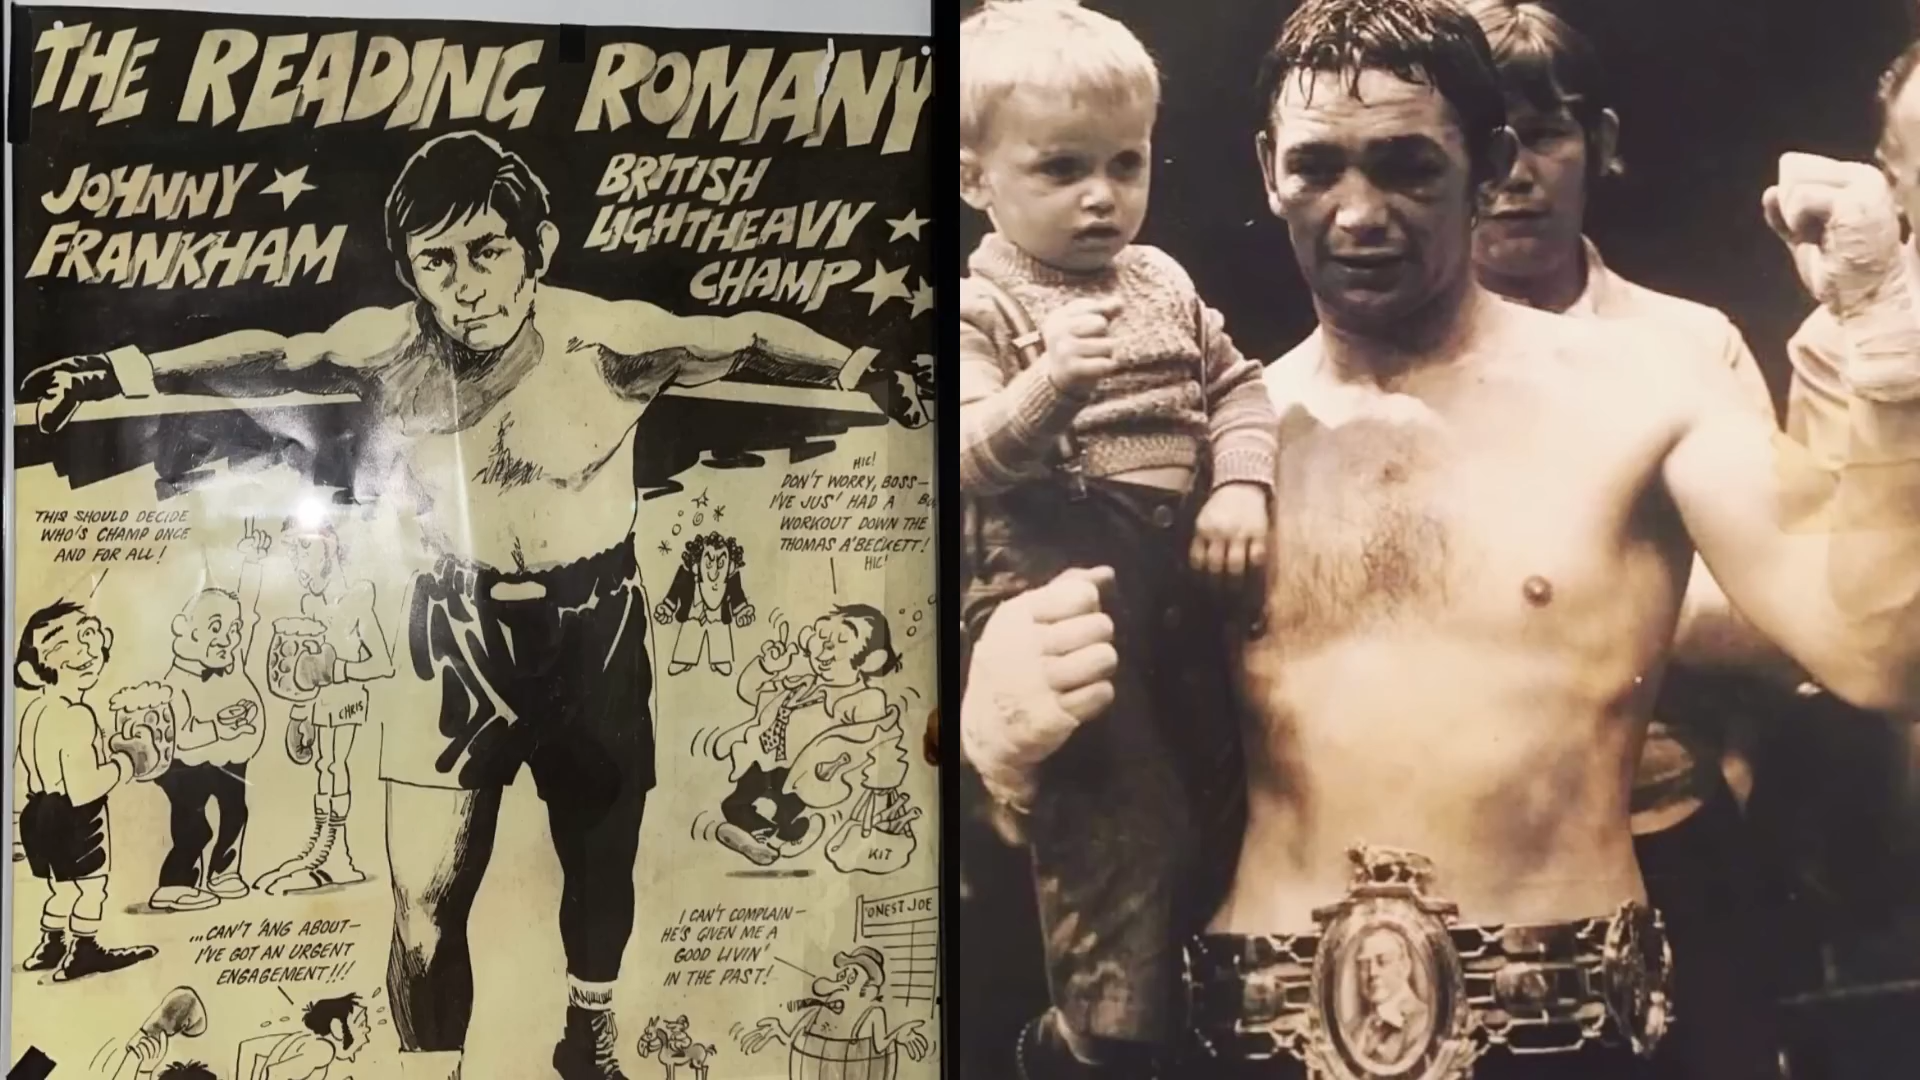 THE READING ROMANY
JOHNNY
FRANKHAM
BRITISH
LIGHTHEAVY
CHAMP
HIC!
DON'T WORRY, BOSS—
I'VE JUS' HAD A
WORKOUT DOWN THE
THOMAS A'BECKETT!
HIC!
THIS SHOULD DECIDE
WHO'S CHAMP ONCE
AND FOR ALL!
CHRIS
KIT
...CAN'T 'ANG ABOUT—
I'VE GOT AN URGENT
ENGAGEMENT!!!
I CAN'T COMPLAIN—
HE'S GIVEN ME A
GOOD LIVIN'
IN THE PAST!
'ONEST JOE